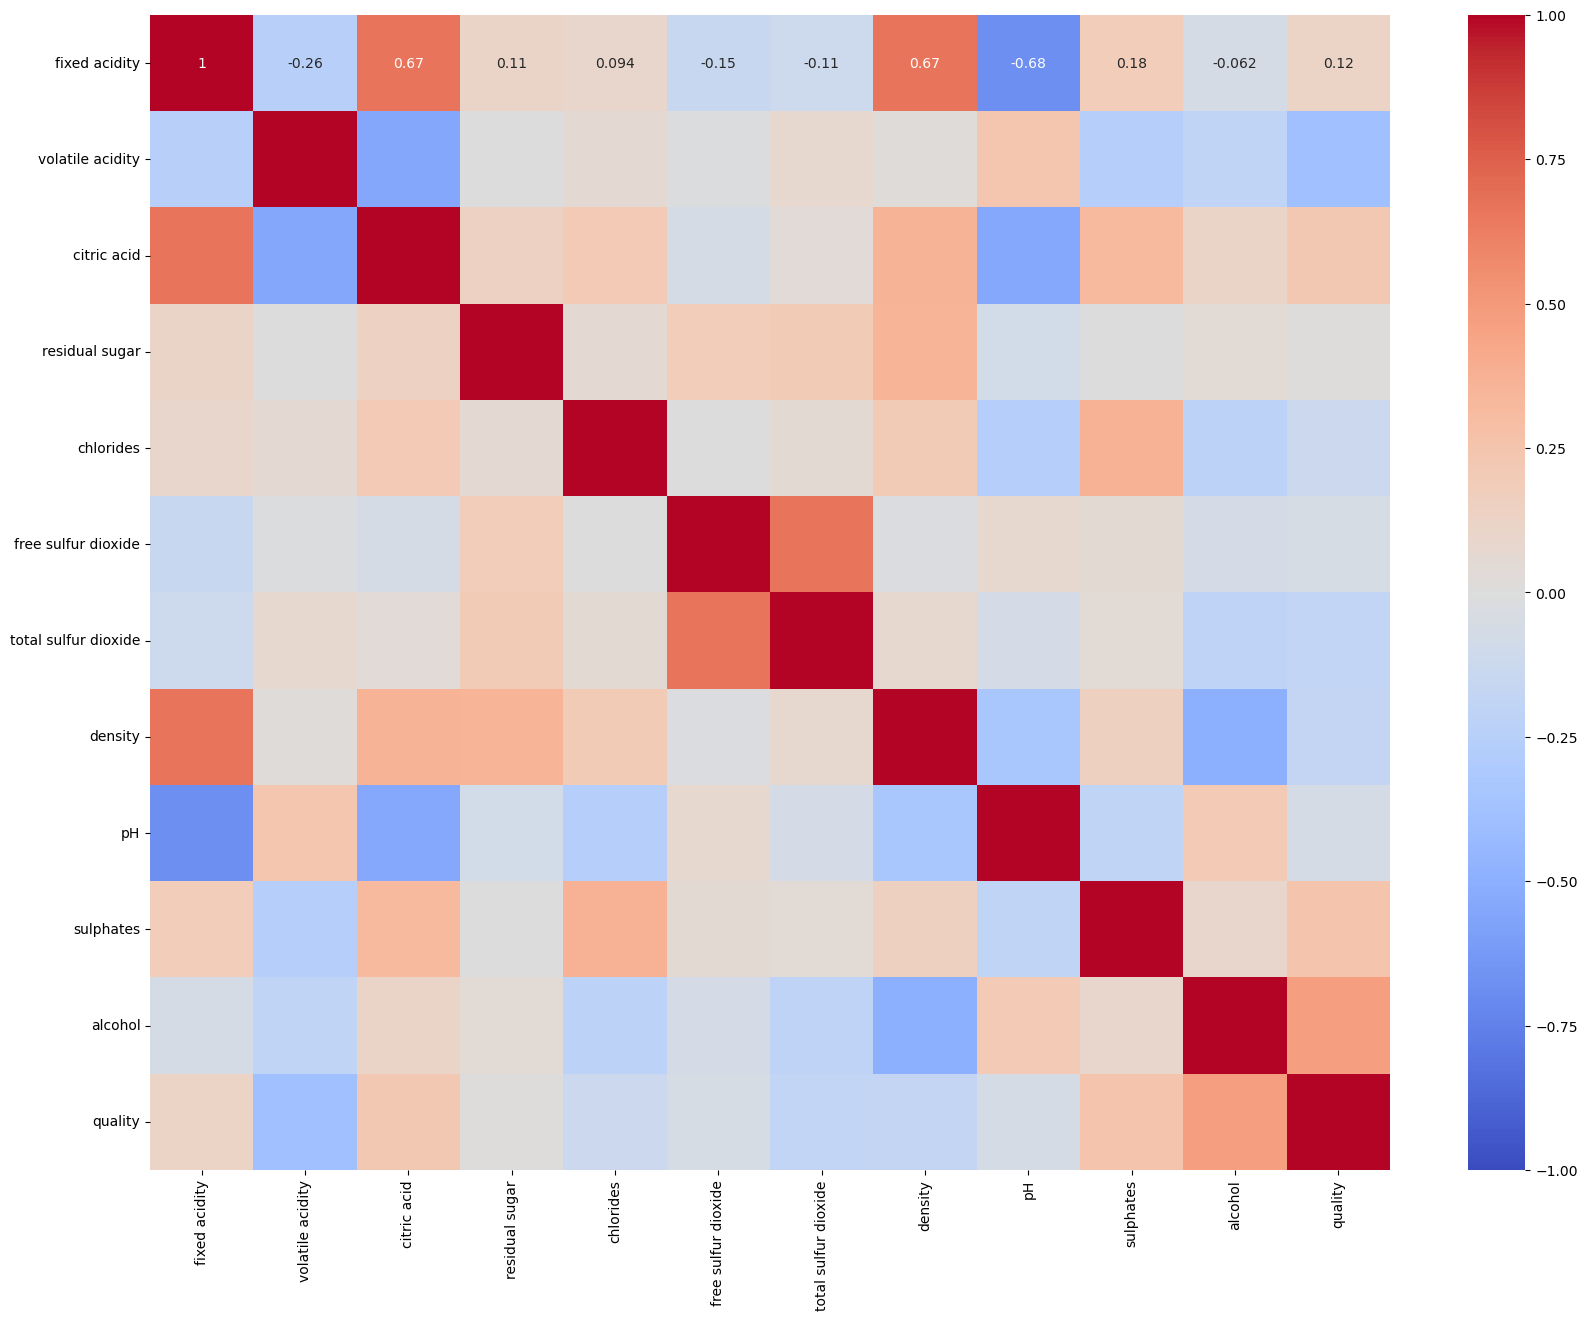 fixed acidity 1 -0.26 0.67 0.11 0.094 -0.15 -0.11 0.67 -0.68 0.18 -0.062 0.12
volatile acidity
citric acid
residual sugar
chlorides
free sulfur dioxide
total sulfur dioxide
density
pH
sulphates
alcohol
quality
fixed acidity
volatile acidity
citric acid
residual sugar
chlorides
free sulfur dioxide
total sulfur dioxide
density
pH
sulphates
alcohol
quality
1.00
0.75
0.50
0.25
0.00
−0.25
−0.50
−0.75
−1.00